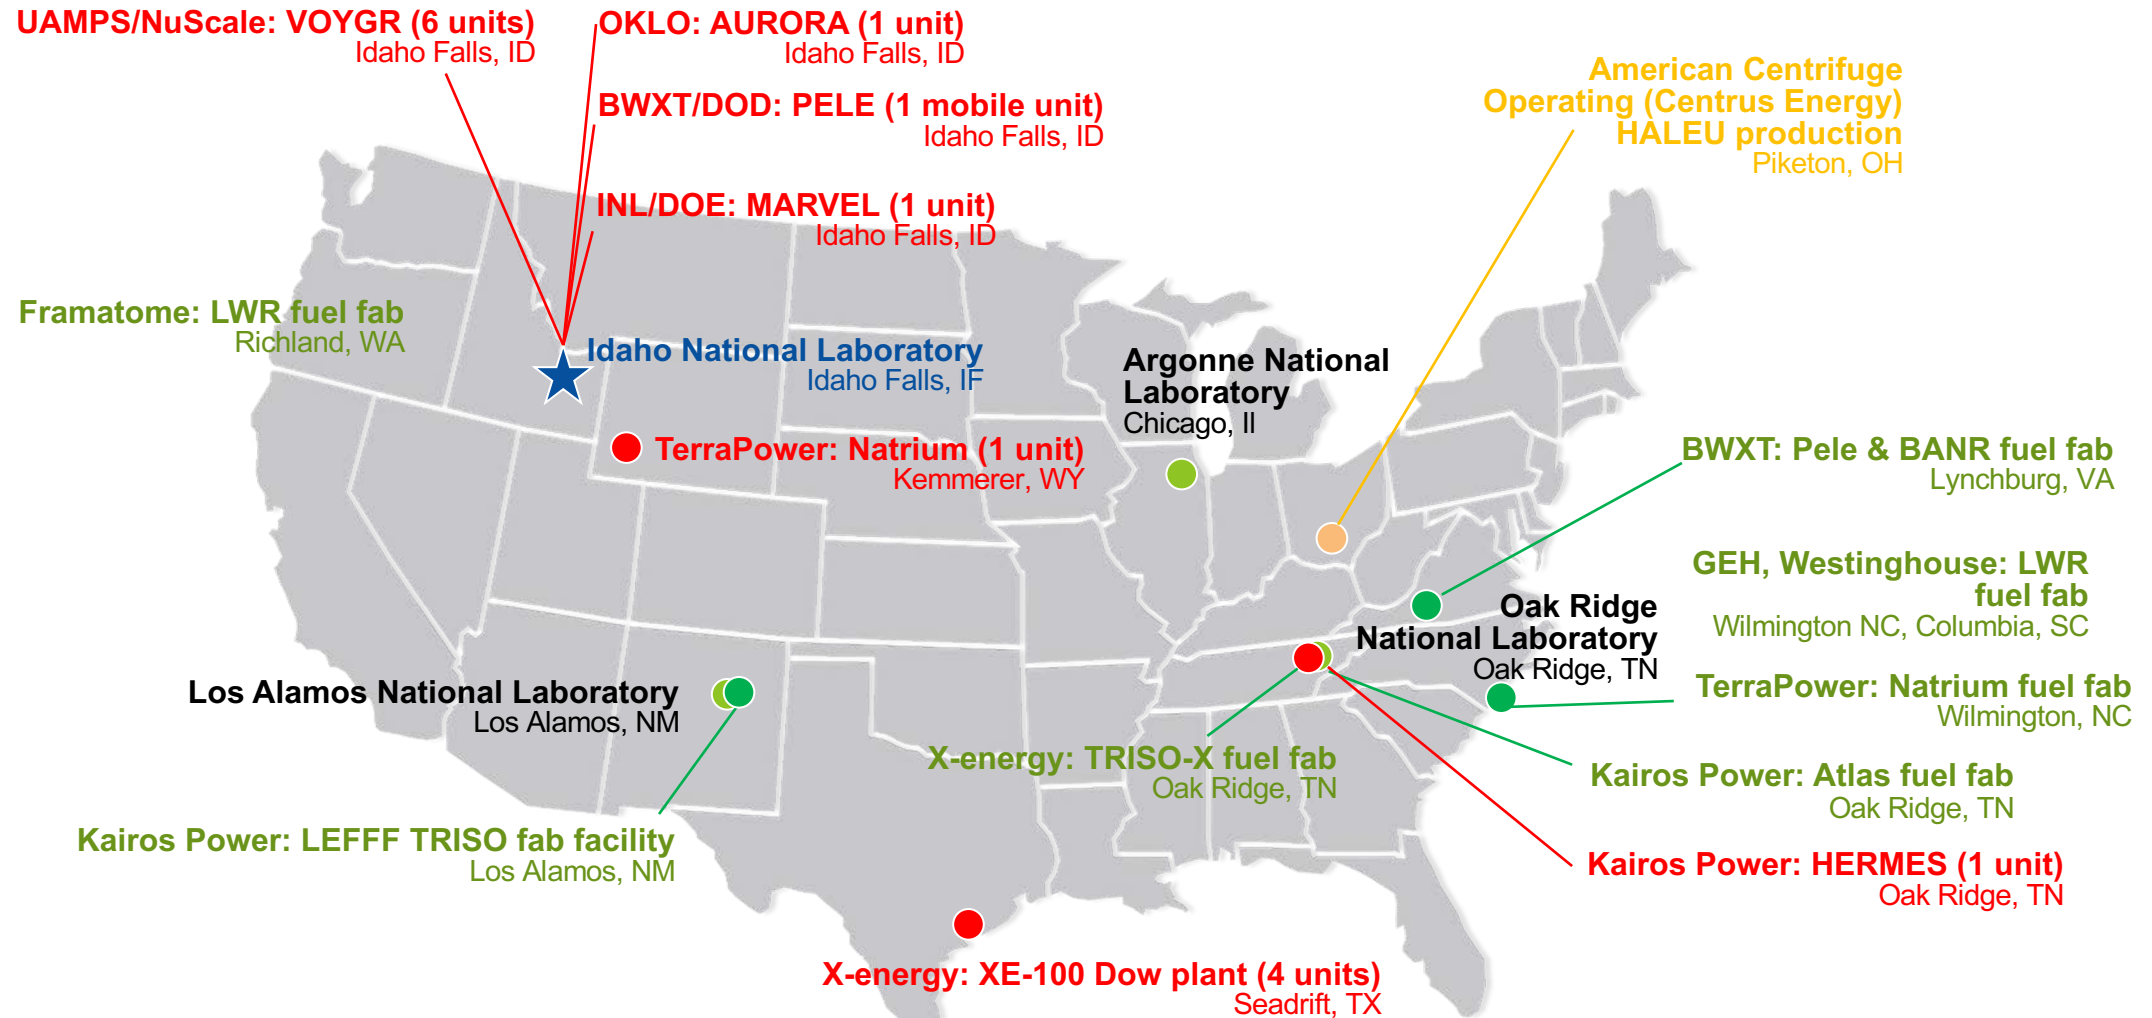 UAMPS/NuScale: VOYGR (6 units)
Idaho Falls, ID
OKLO: AURORA (1 unit)
Idaho Falls, ID
BWXT/DOD: PELE (1 mobile unit)
Idaho Falls, ID
INL/DOE: MARVEL (1 unit)
Idaho Falls, ID
American Centrifuge
Operating (Centrus Energy)
HALEU production
Piketon, OH
Framatome: LWR fuel fab
Richland, WA
Idaho National Laboratory
Idaho Falls, IF
Argonne National
Laboratory
Chicago, Il
TerraPower: Natrium (1 unit)
Kemmerer, WY
BWXT: Pele & BANR fuel fab
Lynchburg, VA
GEH, Westinghouse: LWR
fuel fab
Wilmington NC, Columbia, SC
Oak Ridge
National Laboratory
Oak Ridge, TN
Los Alamos National Laboratory
Los Alamos, NM
TerraPower: Natrium fuel fab
Wilmington, NC
X-energy: TRISO-X fuel fab
Oak Ridge, TN
Kairos Power: Atlas fuel fab
Oak Ridge, TN
Kairos Power: LEFFF TRISO fab facility
Los Alamos, NM
Kairos Power: HERMES (1 unit)
Oak Ridge, TN
X-energy: XE-100 Dow plant (4 units)
Seadrift, TX